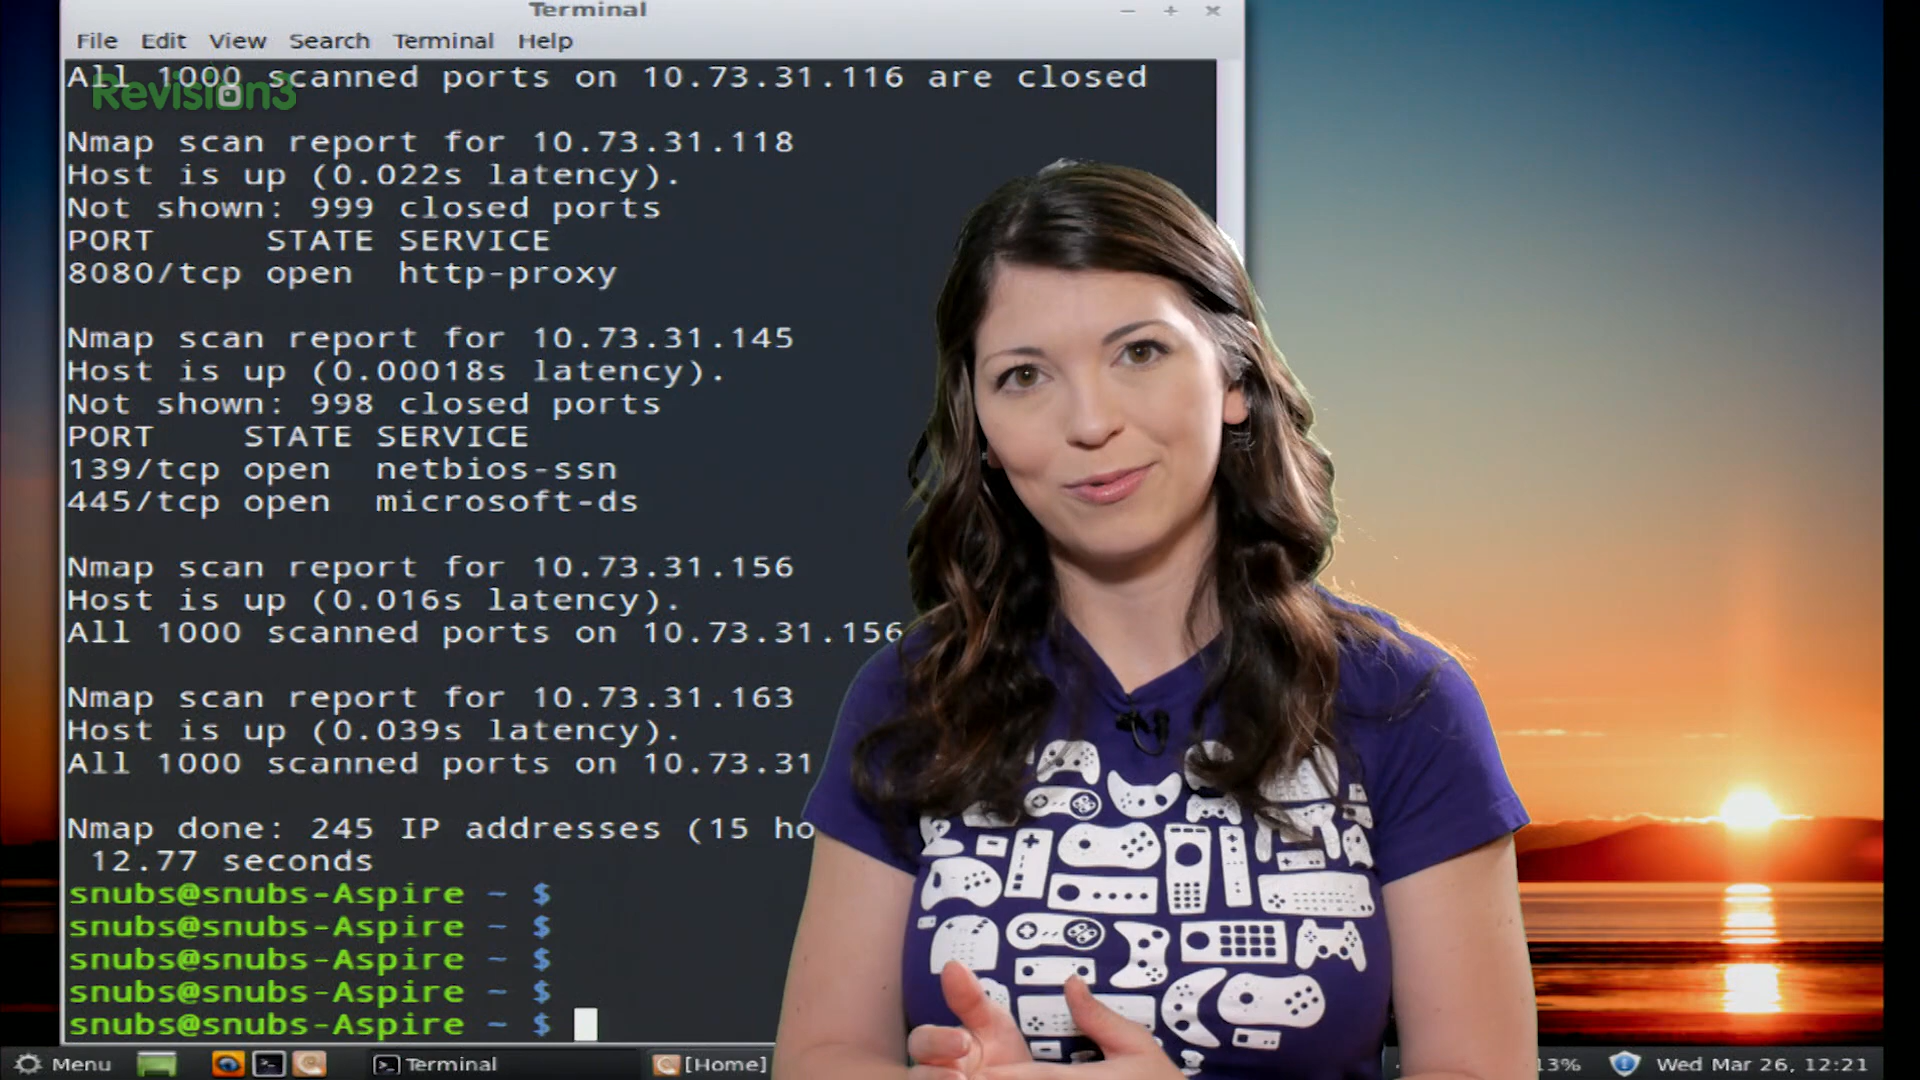 Terminal
File Edit View Search Terminal Help
All 1000 scanned ports on 10.73.31.116 are closed
Revision3
Nmap scan report for 10.73.31.118
Host is up (0.022s latency).
Not shown: 999 closed ports
PORT STATE SERVICE
8080/tcp open http-proxy
Nmap scan report for 10.73.31.145
Host is up (0.00018s latency).
Not shown: 998 closed ports
PORT STATE SERVICE
139/tcp open netbios-ssn
445/tcp open microsoft-ds
Nmap scan report for 10.73.31.156
Host is up (0.016s latency).
All 1000 scanned ports on 10.73.31.156
Nmap scan report for 10.73.31.163
Host is up (0.039s latency).
All 1000 scanned ports on 10.73.31
Nmap done: 245 IP addresses (15 ho
12.77 seconds
snubs@snubs-Aspire ~ $
snubs@snubs-Aspire ~ $
snubs@snubs-Aspire ~ $
snubs@snubs-Aspire ~ $
snubs@snubs-Aspire ~ $
Menu Terminal [Home] 13% Wed Mar 26, 12:21